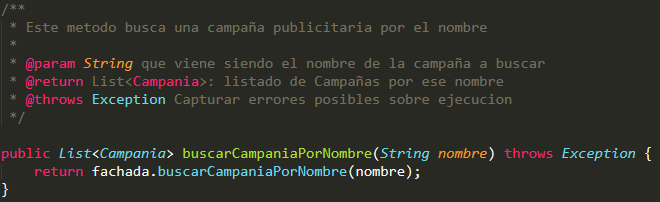 /**
 * Este metodo busca una campaña publicitaria por el nombre
 *
 * @param String que viene siendo el nombre de la campaña a buscar
 * @return List<Campania>: listado de Campañas por ese nombre
 * @throws Exception Capturar errores posibles sobre ejecucion
 */

public List<Campania> buscarCampaniaPorNombre(String nombre) throws Exception {
    return fachada.buscarCampaniaPorNombre(nombre);
}